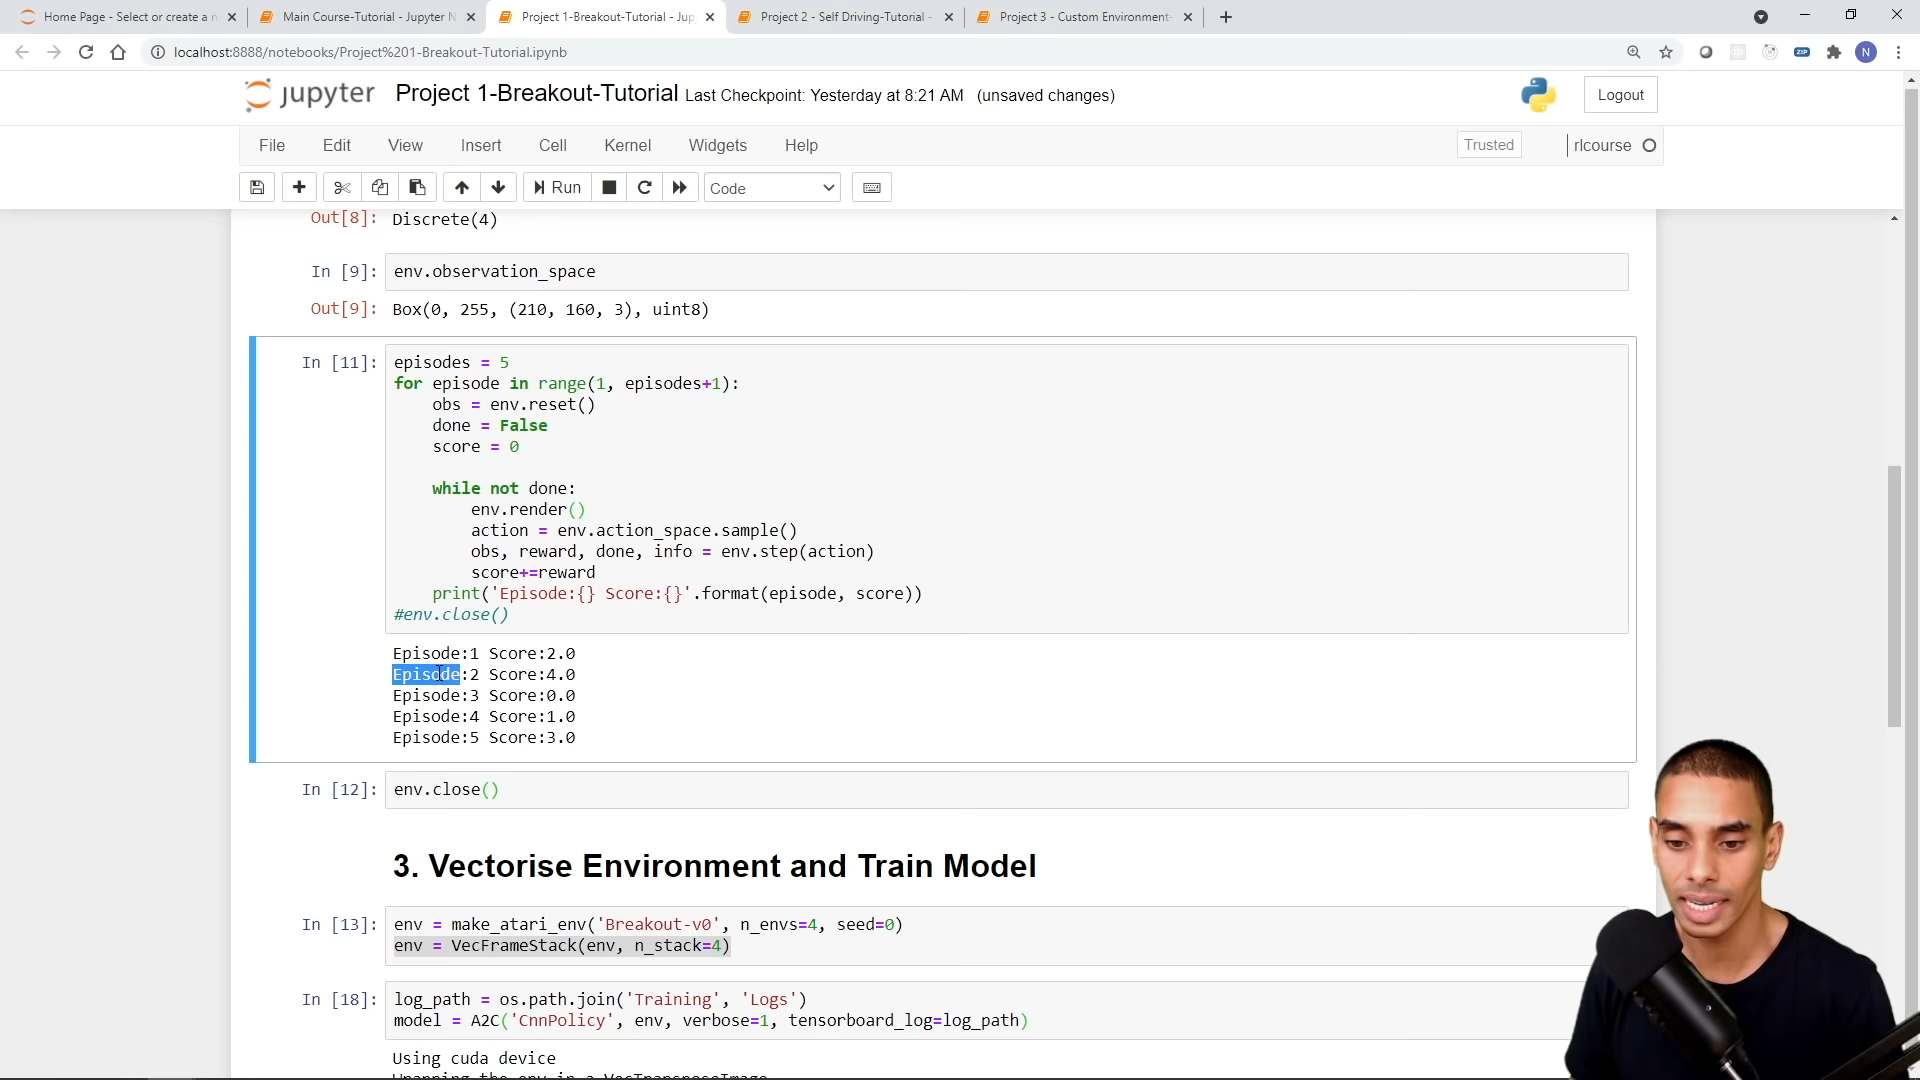 Home Page - Select or create a n
Main Course-Tutorial - Jupyter N
Project 1-Breakout-Tutorial - Jup
Project 2 - Self Driving-Tutorial -
Project 3 - Custom Environment-
localhost:8888/notebooks/Project%201-Breakout-Tutorial.ipynb
ZIP
N
jupyter Project 1-Breakout-Tutorial Last Checkpoint: Yesterday at 8:21 AM (unsaved changes)
Logout
File Edit View Insert Cell Kernel Widgets Help
Trusted
rlcourse
Run
Code
Out[8]: Discrete(4)
In [9]: env.observation_space
Out[9]: Box(0, 255, (210, 160, 3), uint8)
In [11]: episodes = 5
for episode in range(1, episodes+1):
    obs = env.reset()
    done = False
    score = 0
    while not done:
        env.render()
        action = env.action_space.sample()
        obs, reward, done, info = env.step(action)
        score+=reward
    print('Episode:{} Score:{}'.format(episode, score))
#env.close()
Episode:1 Score:2.0
Episode:2 Score:4.0
Episode:3 Score:0.0
Episode:4 Score:1.0
Episode:5 Score:3.0
In [12]: env.close()
3. Vectorise Environment and Train Model
In [13]: env = make_atari_env('Breakout-v0', n_envs=4, seed=0)
env = VecFrameStack(env, n_stack=4)
In [18]: log_path = os.path.join('Training', 'Logs')
model = A2C('CnnPolicy', env, verbose=1, tensorboard_log=log_path)
Using cuda device
Wrapping the env in a VecTransposeImage.